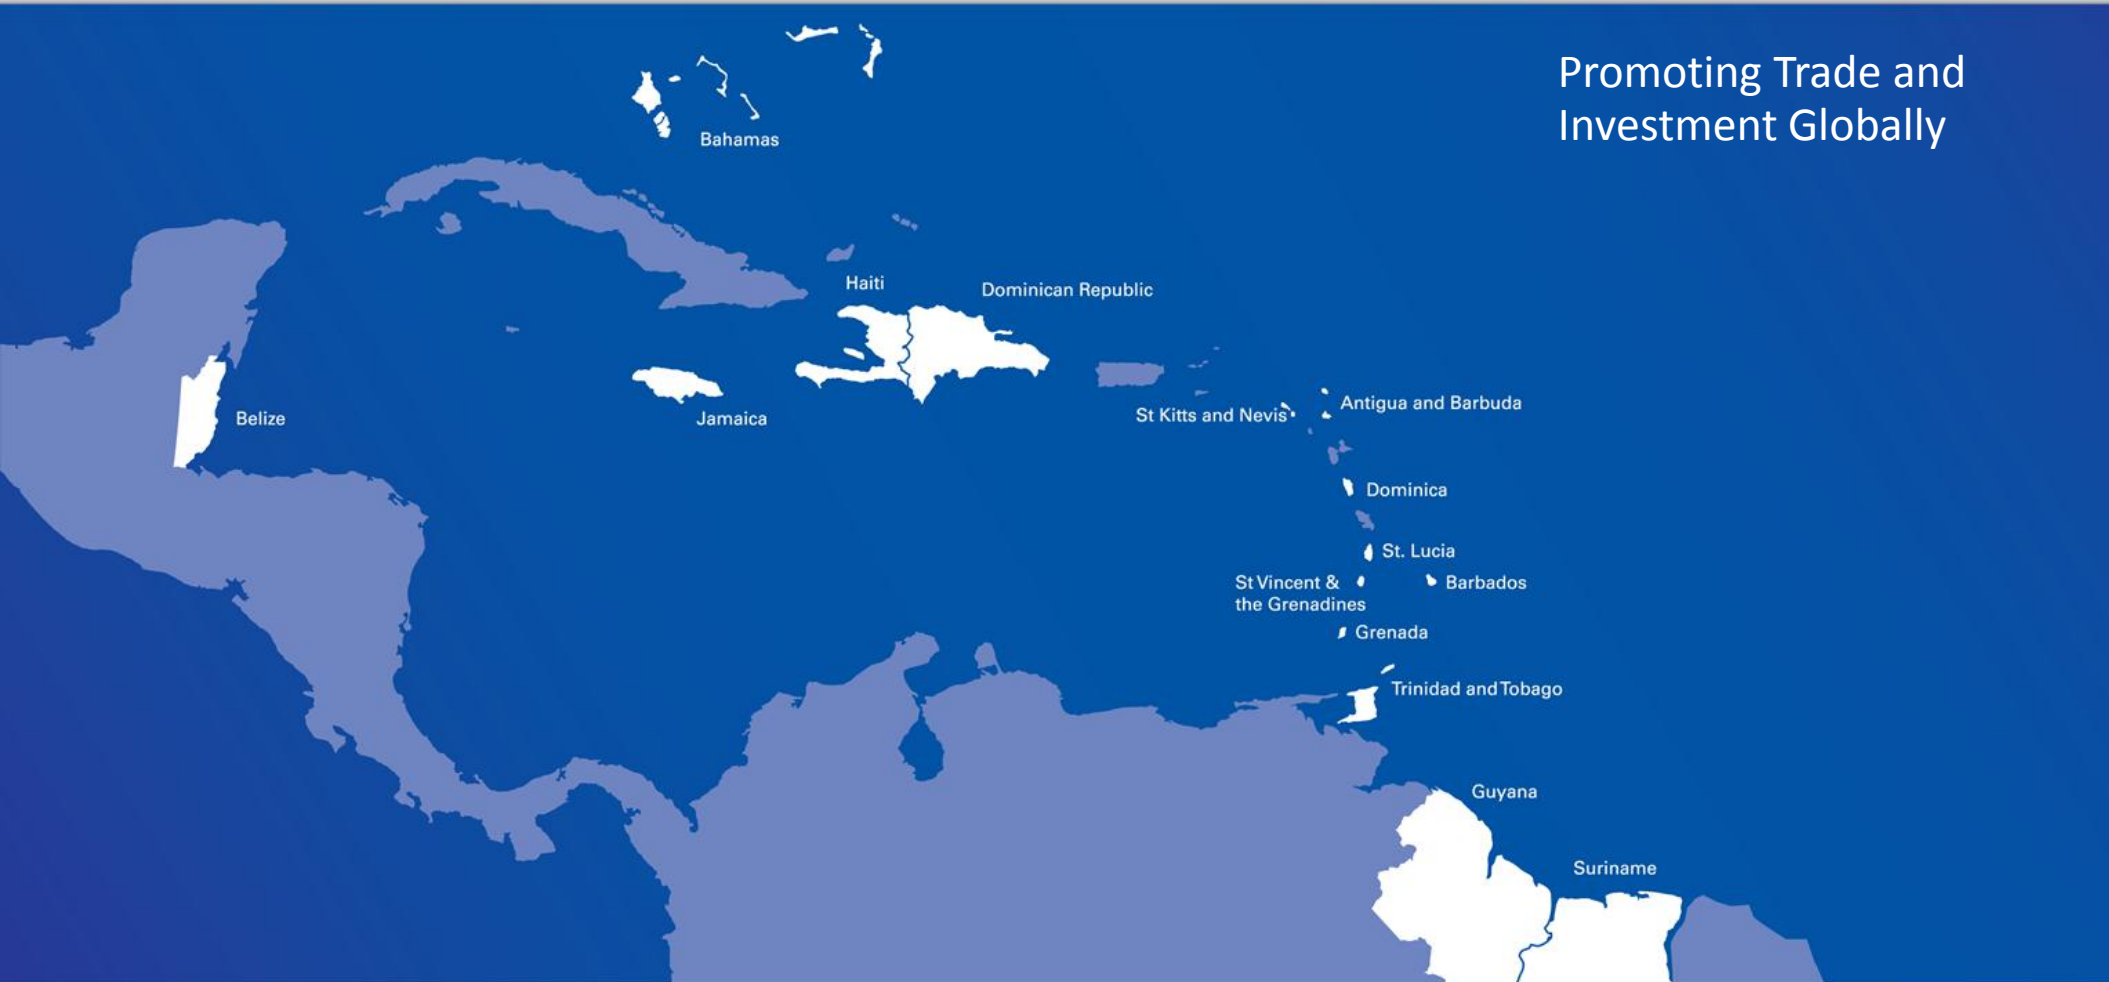 Promoting Trade and
Investment Globally
Bahamas
Haiti
Dominican Republic
Belize
Jamaica
St Kitts and Nevis
Antigua and Barbuda
Dominica
St. Lucia
St Vincent &
the Grenadines
Barbados
Grenada
Trinidad and Tobago
Guyana
Suriname